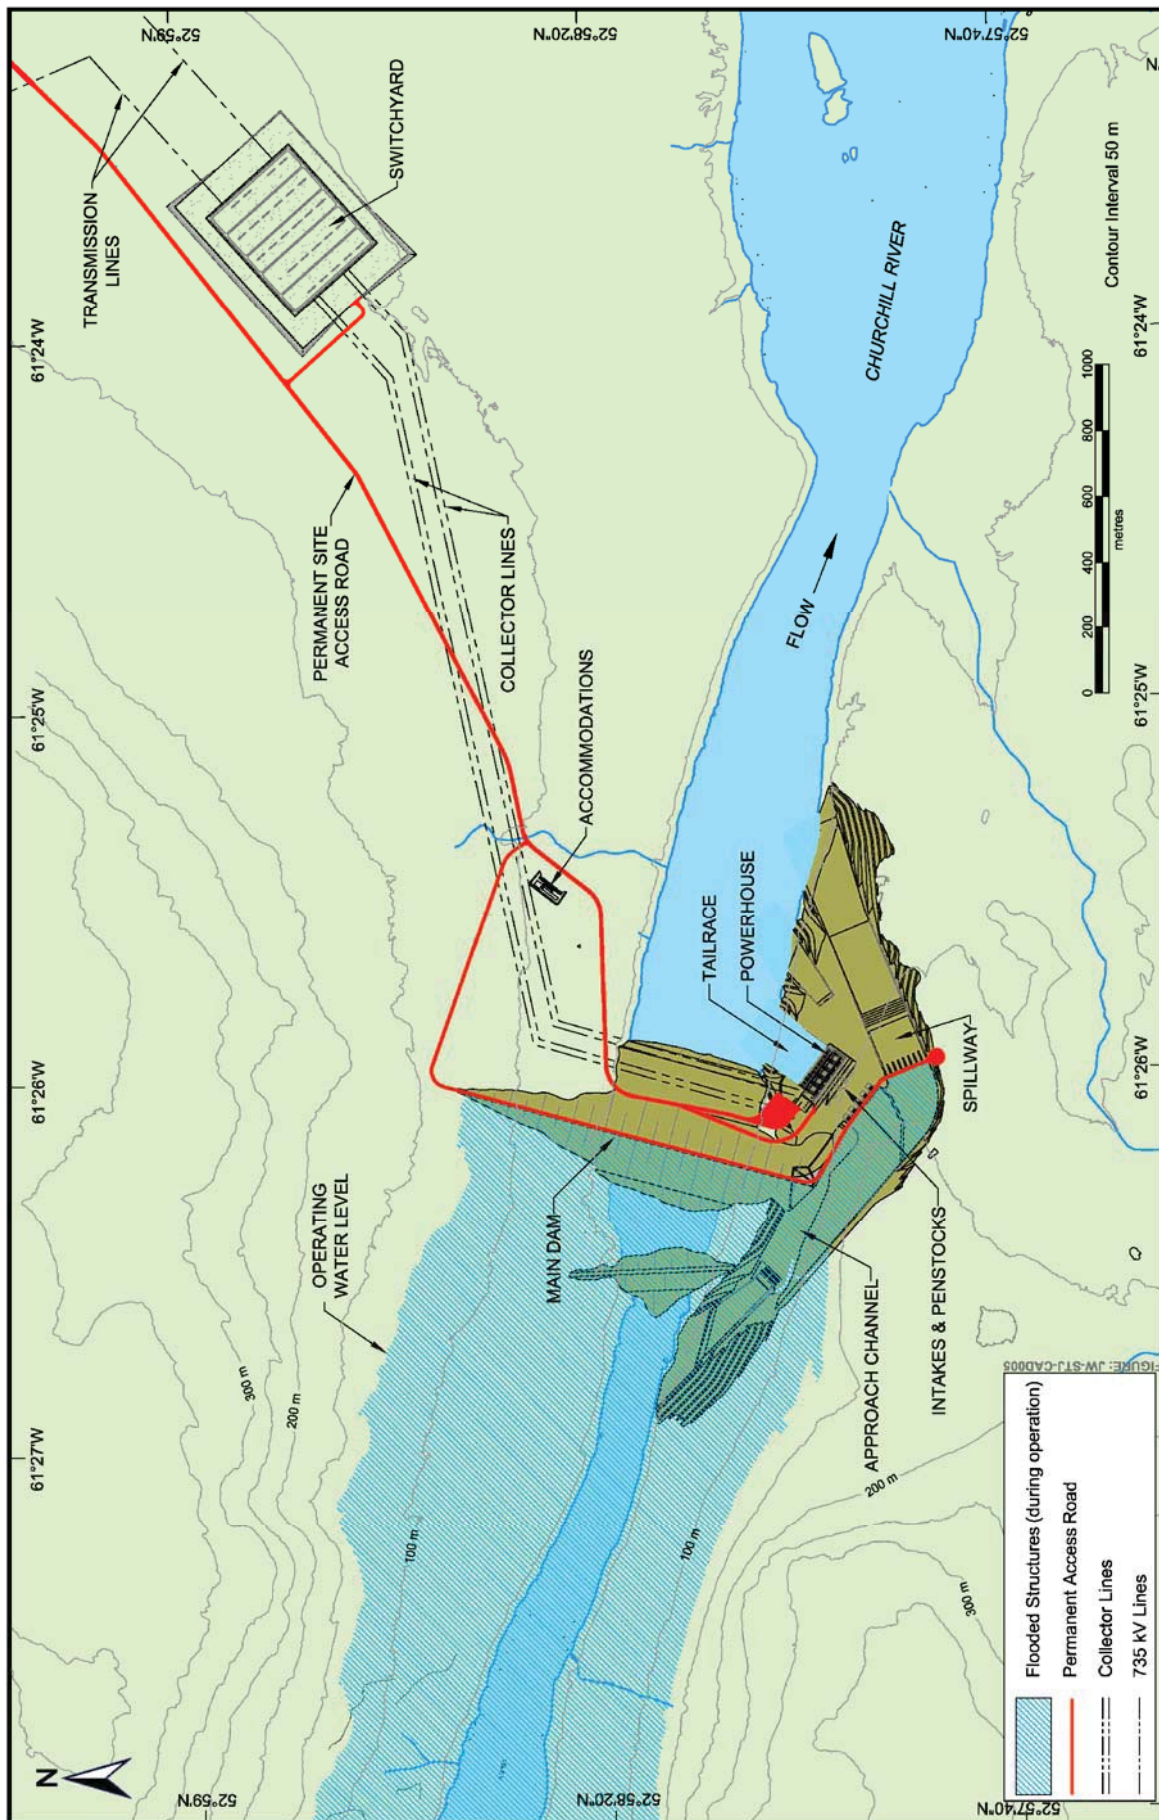 N
61°27'W
61°26'W
61°25'W
61°24'W
52°59'N
52°59'N
TRANSMISSION
LINES
300 m
200 m
OPERATING
WATER LEVEL
PERMANENT SITE
ACCESS ROAD
SWITCHYARD
100 m
COLLECTOR LINES
MAIN DAM
ACCOMMODATIONS
52°58'20"N
52°58'20"N
100 m
TAILRACE
POWERHOUSE
FLOW
CHURCHILL RIVER
APPROACH CHANNEL
200 m
INTAKES & PENSTOCKS
SPILLWAY
300 m
52°57'40"N
52°57'40"N
FIGURE: JW-STJ-CAD005
Flooded Structures (during operation)
Permanent Access Road
Collector Lines
735 kV Lines
0 200 400 600 800 1000
metres
Contour Interval 50 m
61°26'W
61°25'W
61°24'W